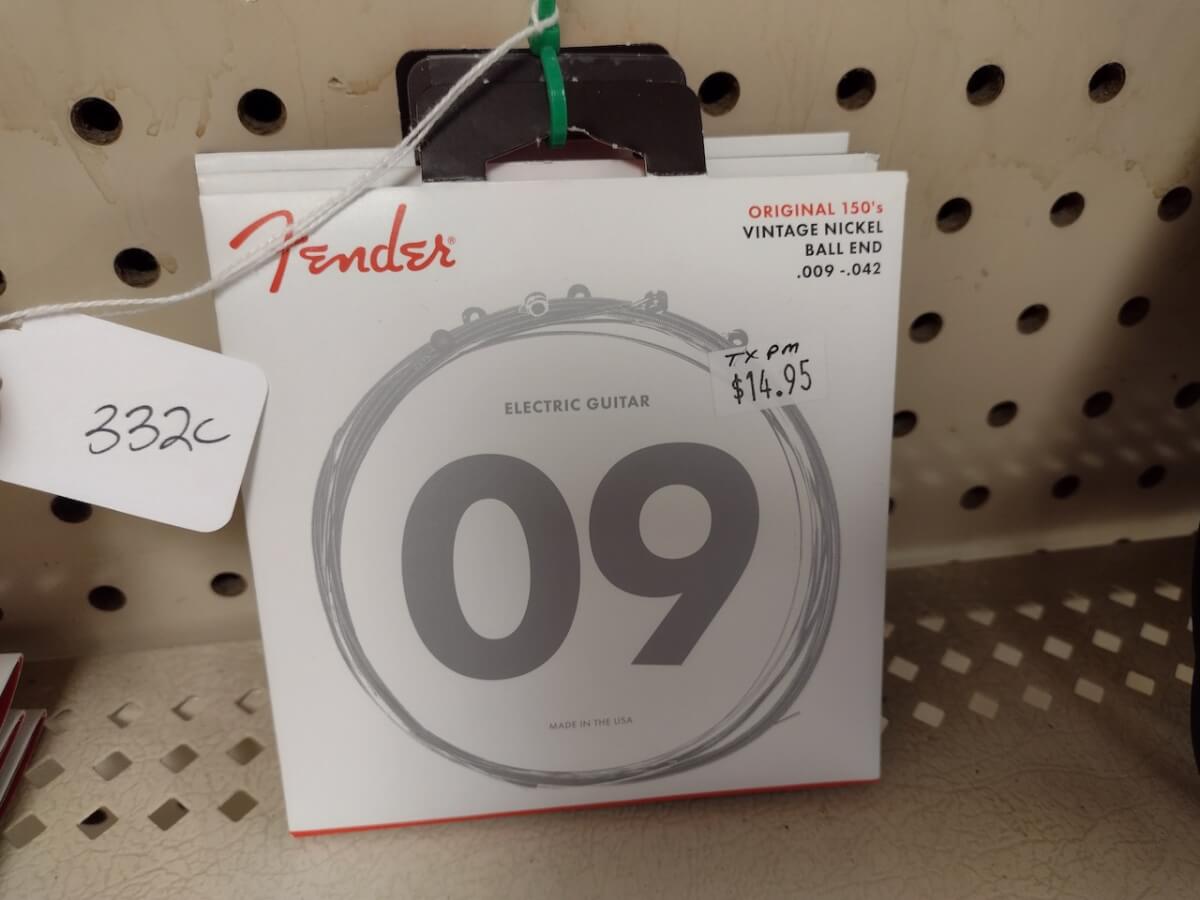 Fender®
ORIGINAL 150's
VINTAGE NICKEL
BALL END
.009 -.042
TX PM
$14.95
332c
ELECTRIC GUITAR
09
MADE IN THE USA